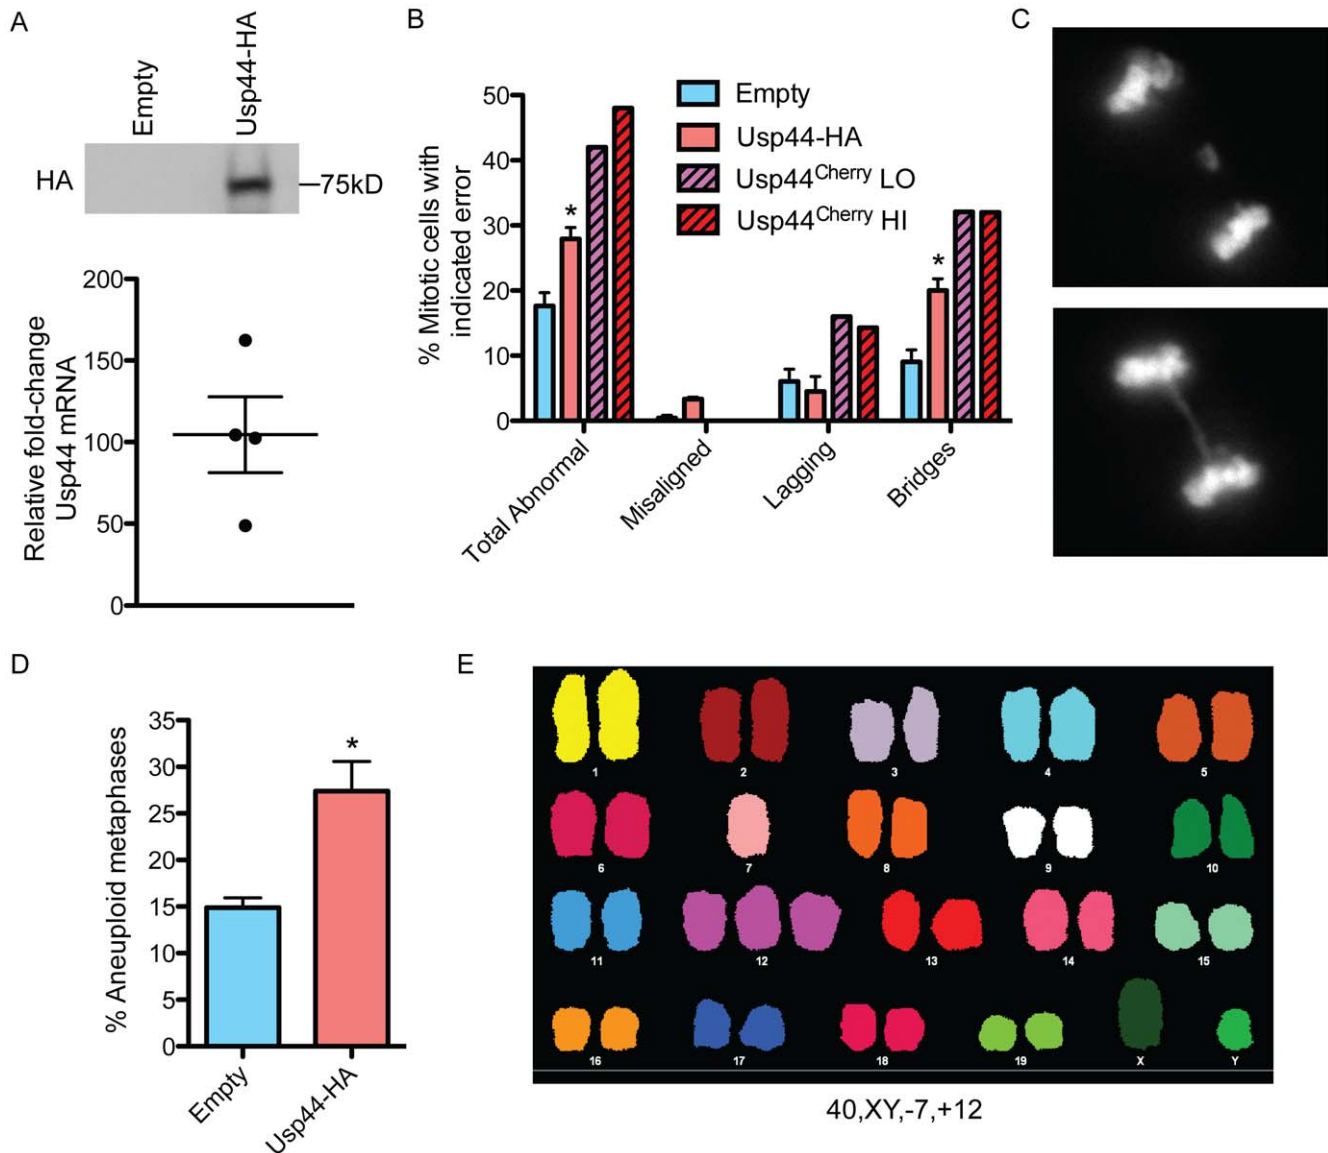 A
Empty
Usp44-HA
HA
75kD
Relative fold-change
Usp44 mRNA
200
150
100
50
0
B
% Mitotic cells with
indicated error
50
40
30
20
10
0
Empty
Usp44-HA
Usp44Cherry LO
Usp44Cherry HI
*
*
Total Abnormal
Misaligned
Lagging
Bridges
C
D
% Aneuploid metaphases
35
30
25
20
15
10
5
0
*
Empty
Usp44-HA
E
1 2 3 4 5
6 7 8 9 10
11 12 13 14 15
16 17 18 19 X Y
40,XY,-7,+12